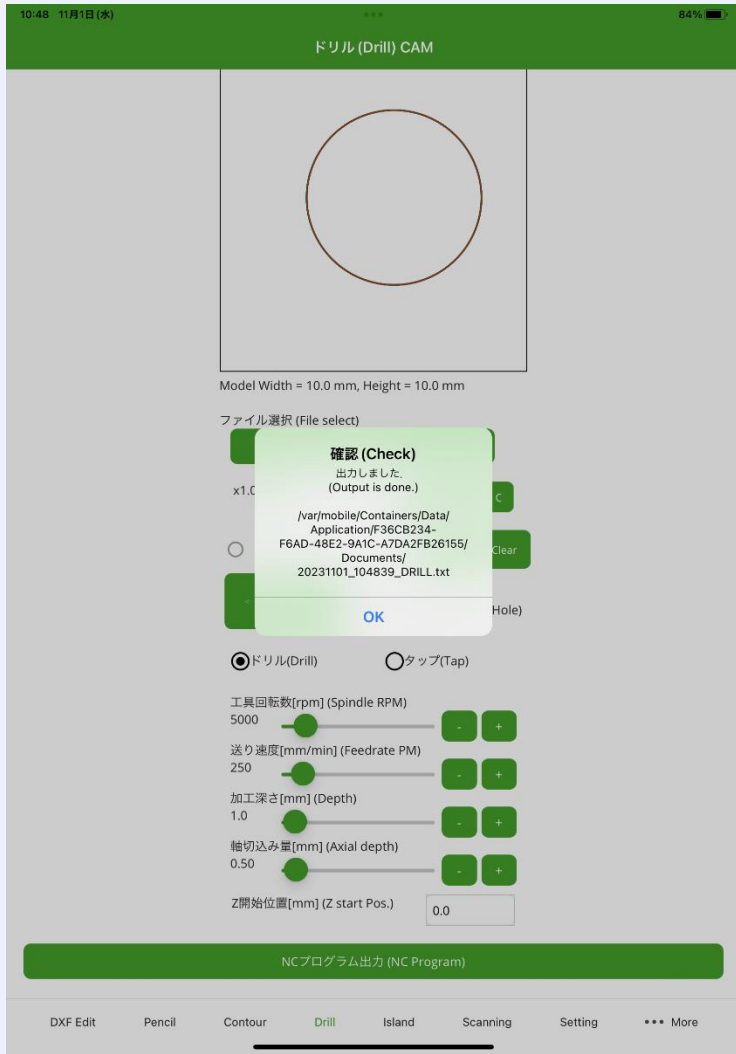 10:48 11月1日(水)
84%
ドリル (Drill) CAM
Model Width = 10.0 mm, Height = 10.0 mm
ファイル選択 (File select)
確認 (Check)
出力しました.
(Output is done.)
/var/mobile/Containers/Data/
Application/F36CB234-
F6AD-48E2-9A1C-A7DA2FB26155/
Documents/
20231101_104839_DRILL.txt
OK
x1.0
C
Clear
Hole)
ドリル(Drill)
タップ(Tap)
工具回転数[rpm] (Spindle RPM)
5000
-
+
送り速度[mm/min] (Feedrate PM)
250
-
+
加工深さ[mm] (Depth)
1.0
-
+
軸切込み量[mm] (Axial depth)
0.50
-
+
Z開始位置[mm] (Z start Pos.)
0.0
NCプログラム出力 (NC Program)
DXF Edit
Pencil
Contour
Drill
Island
Scanning
Setting
••• More